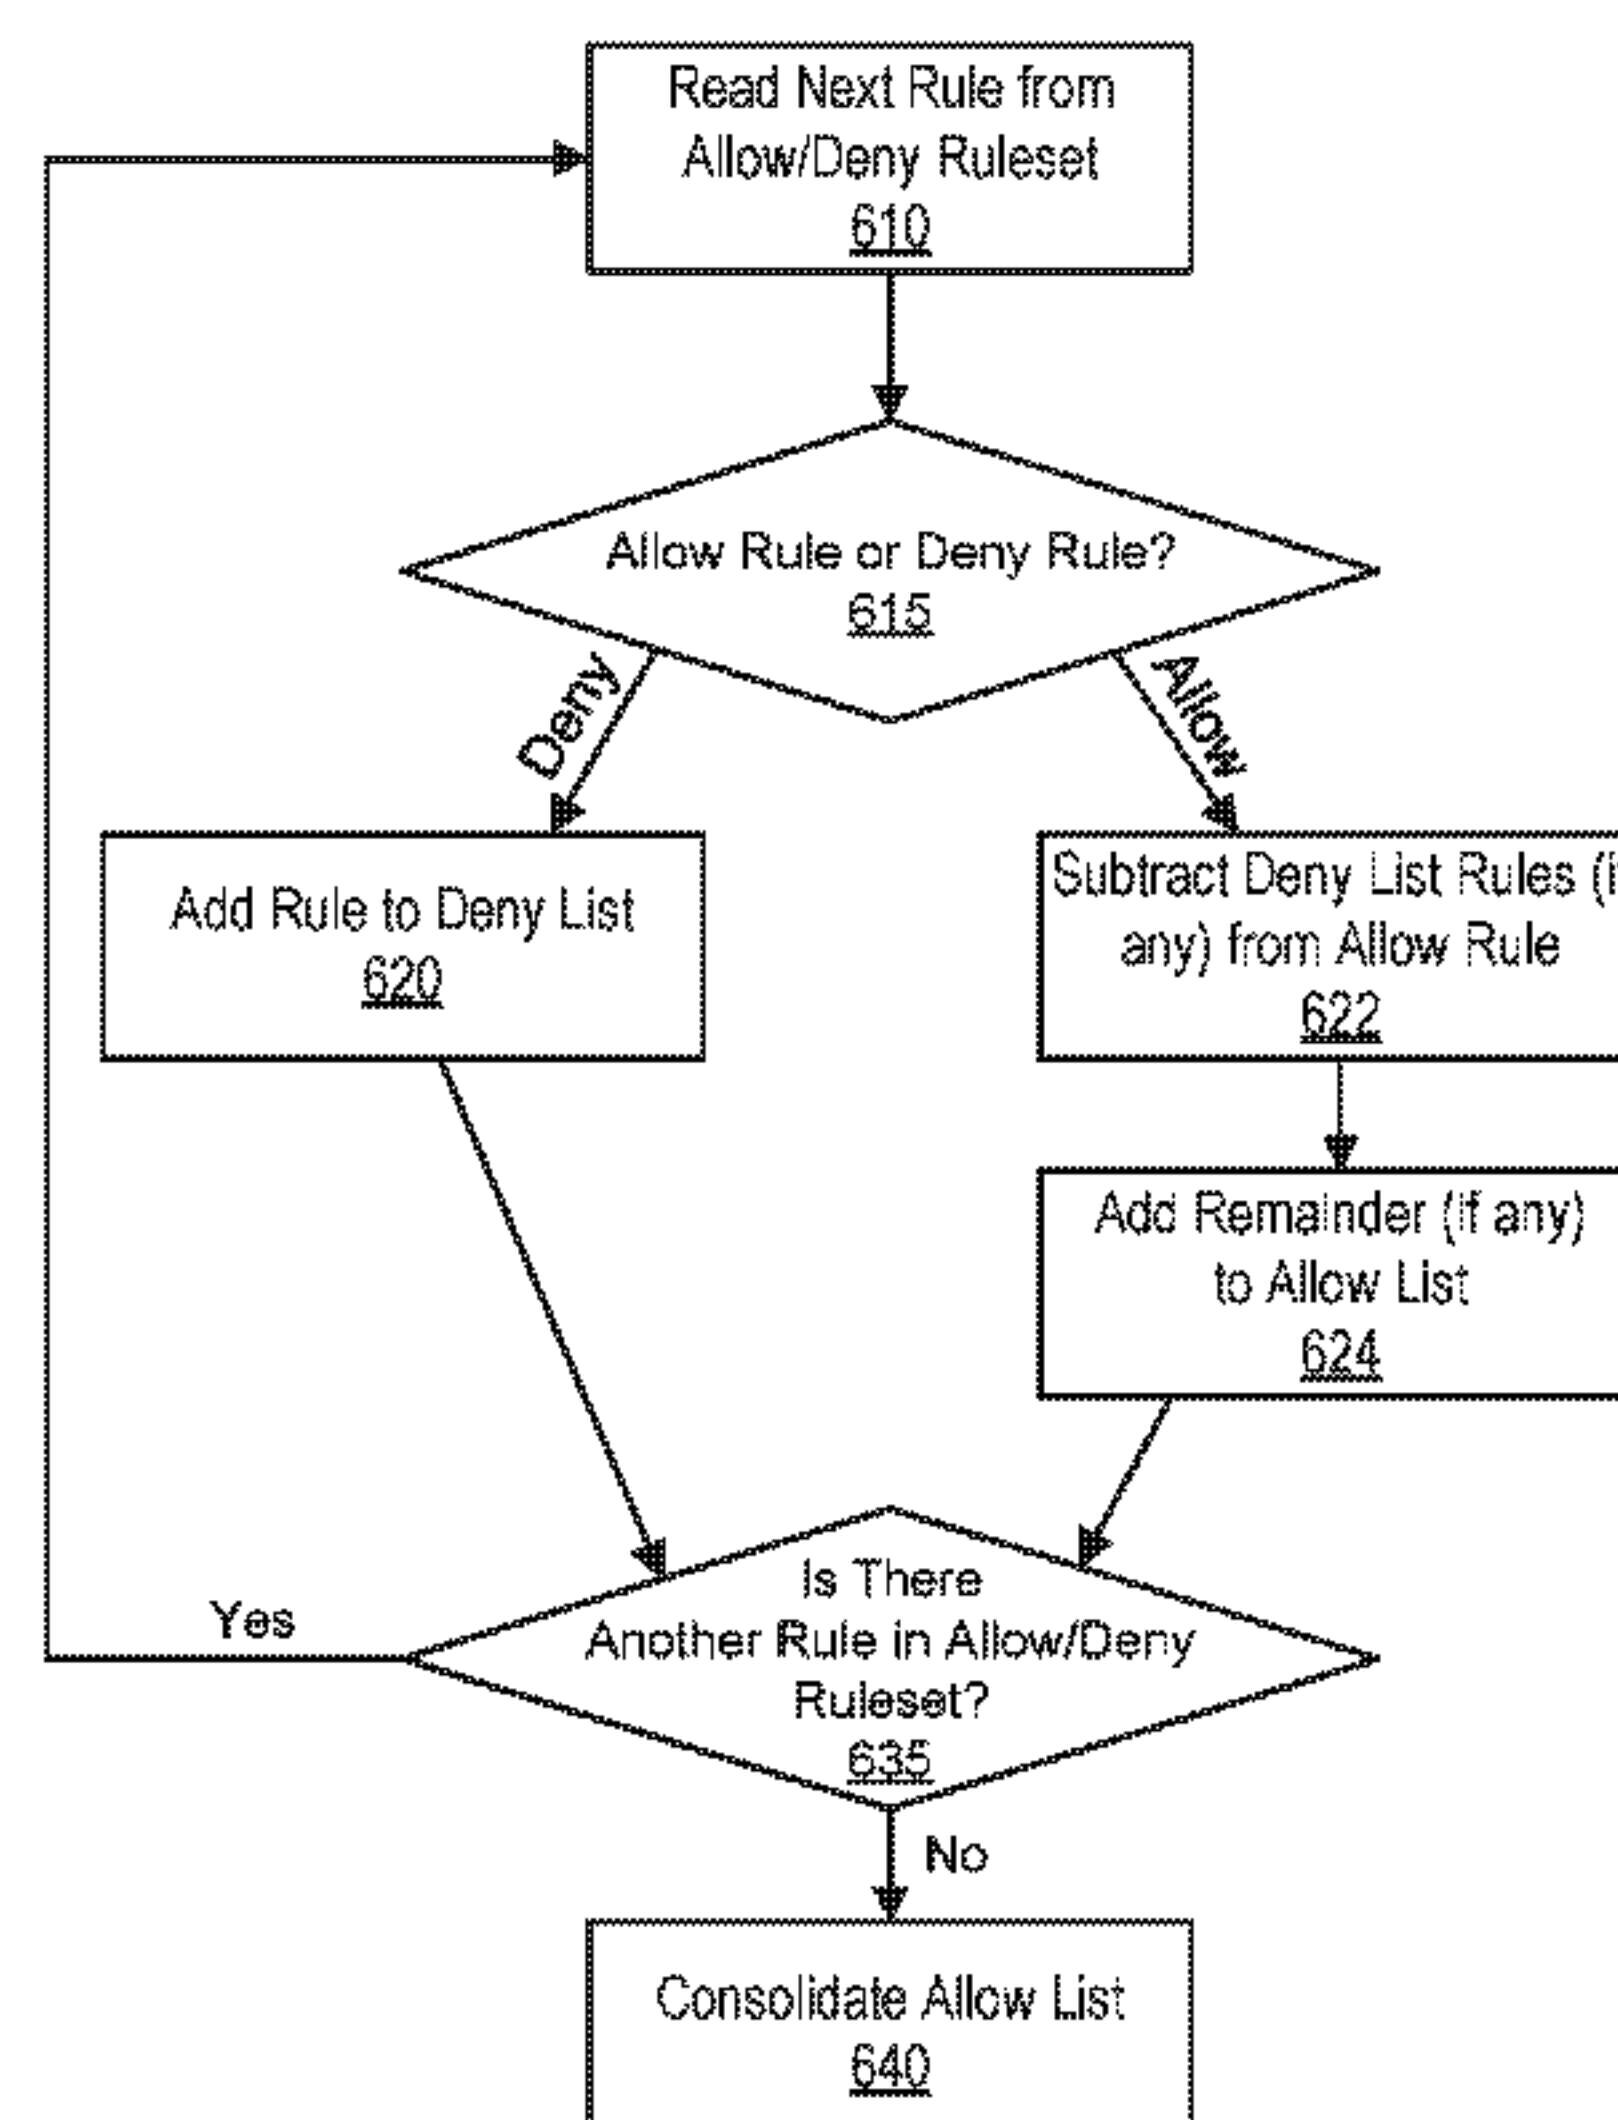 Read Next Rule from
Allow/Deny Ruleset
610
Allow Rule or Deny Rule?
615
Deny
Allow
Add Rule to Deny List
620
Subtract Deny List Rules (if
any) from Allow Rule
622
Add Remainder (if any)
to Allow List
624
Is There
Another Rule in Allow/Deny
Ruleset?
635
Yes
No
Consolidate Allow List
640